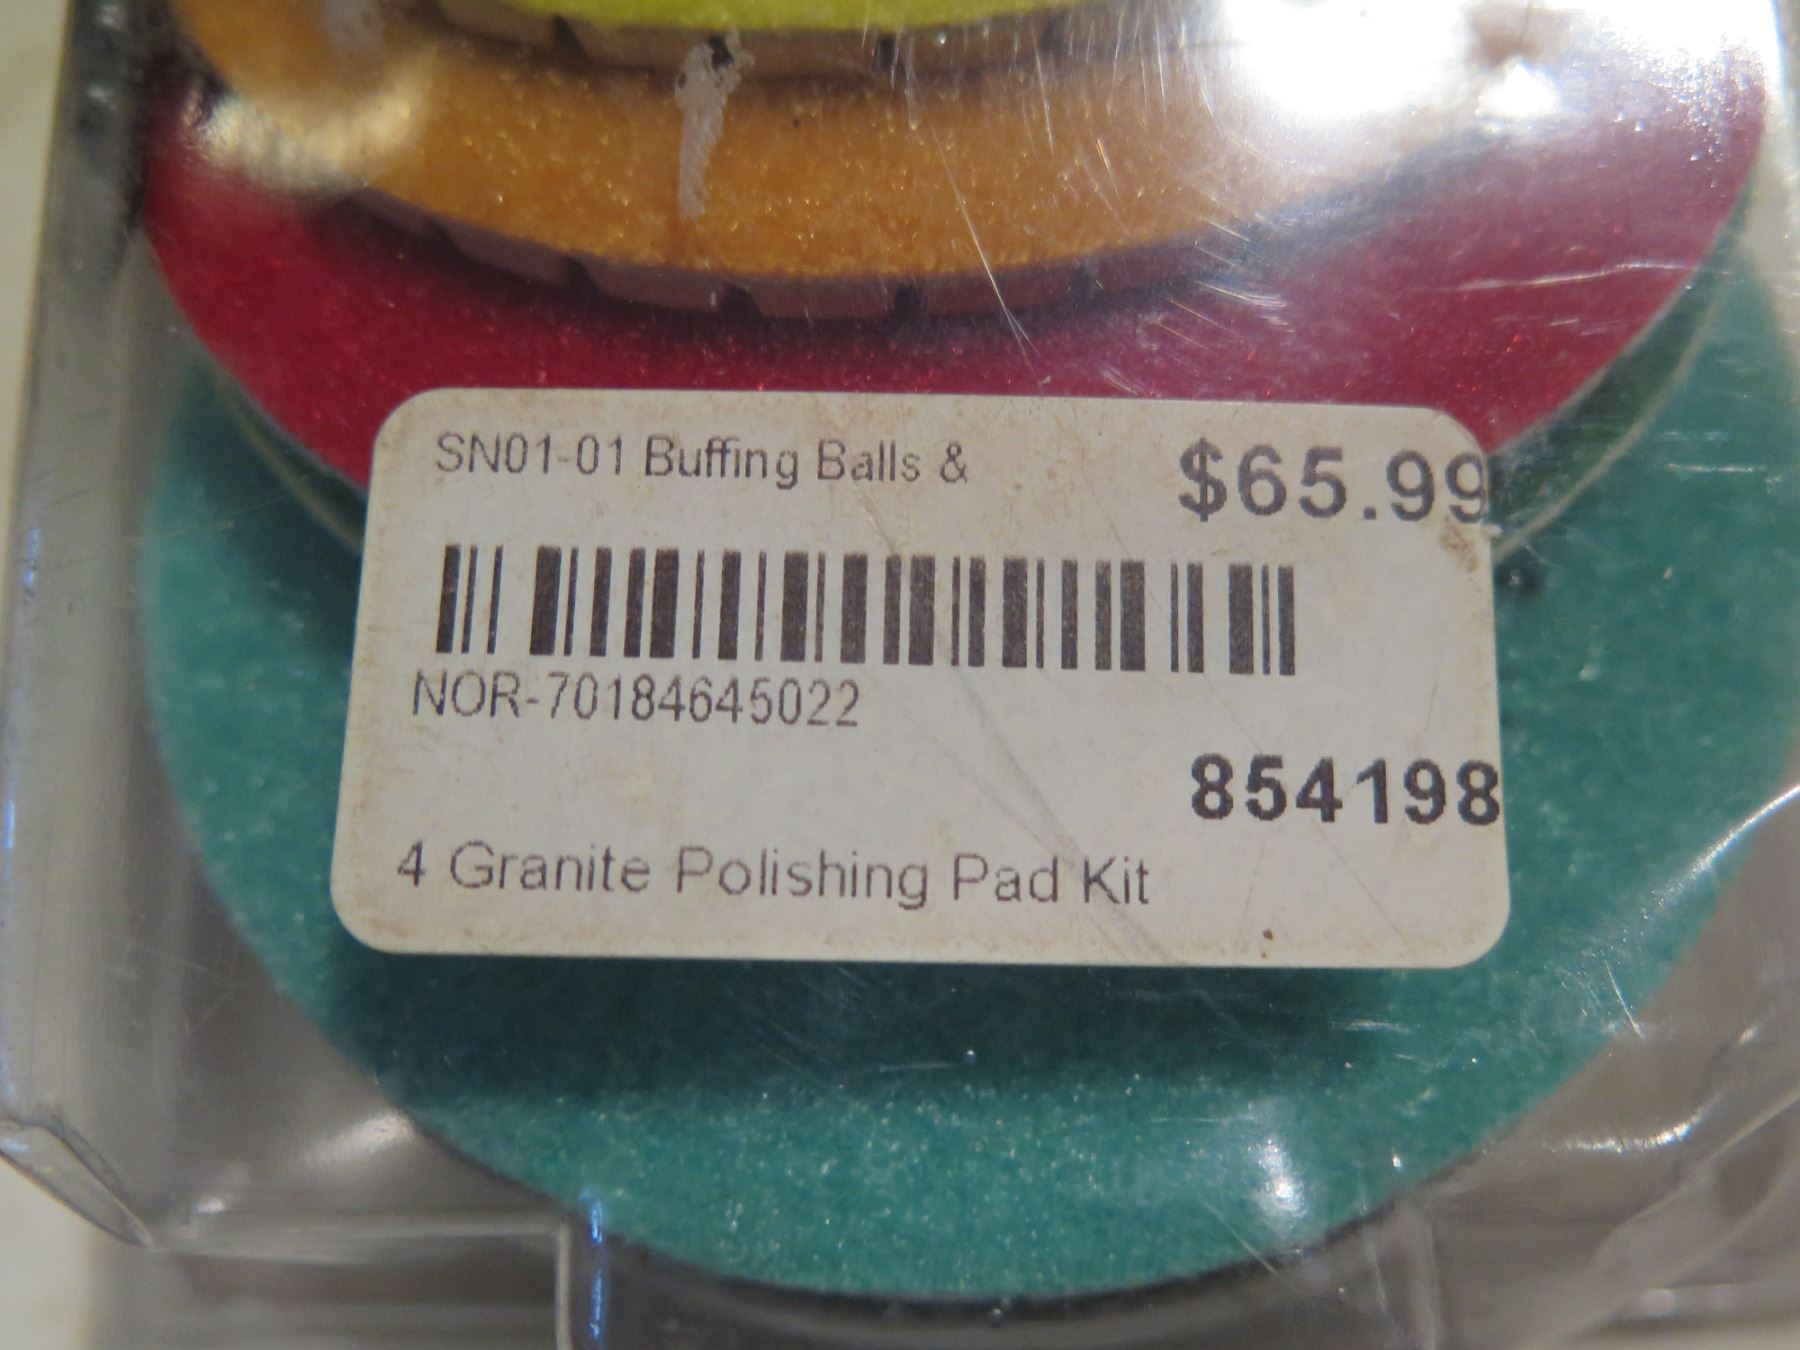 SN01-01 Buffing Balls & $65.99
NOR-70184645022
854198
4 Granite Polishing Pad Kit